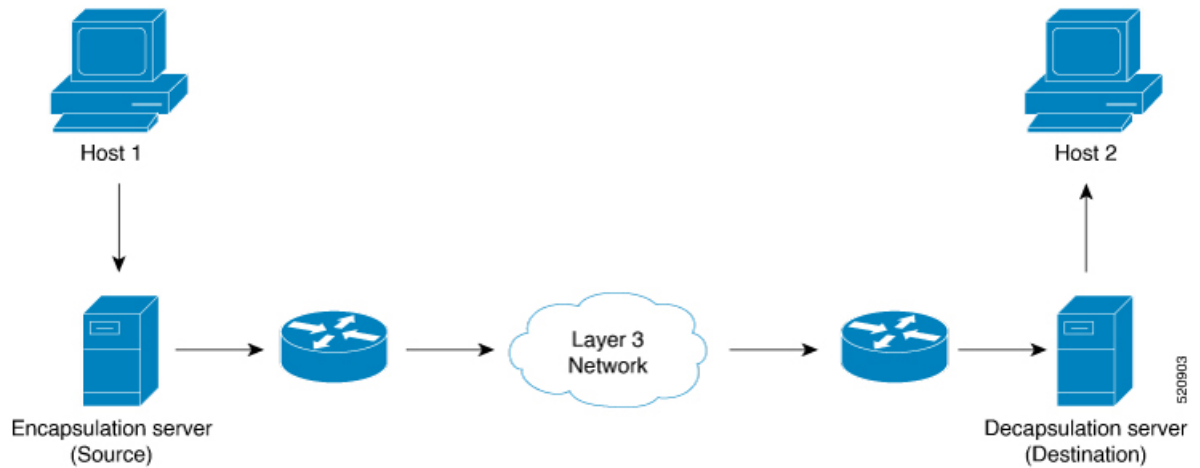 Host 1
Host 2
Layer 3
Network
Encapsulation server
(Source)
Decapsulation server
(Destination)
520903